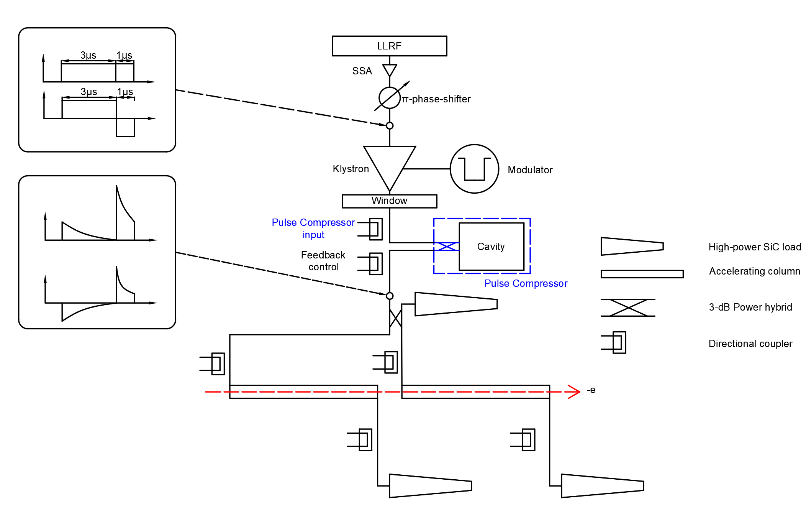 3μs
1μs
3μs
1μs
LLRF
SSA
π-phase-shifter
Klystron
Modulator
Window
Pulse Compressor
input
Feedback
control
Cavity
Pulse Compressor
High-power SiC load
Accelerating column
3-dB Power hybrid
Directional coupler
-e